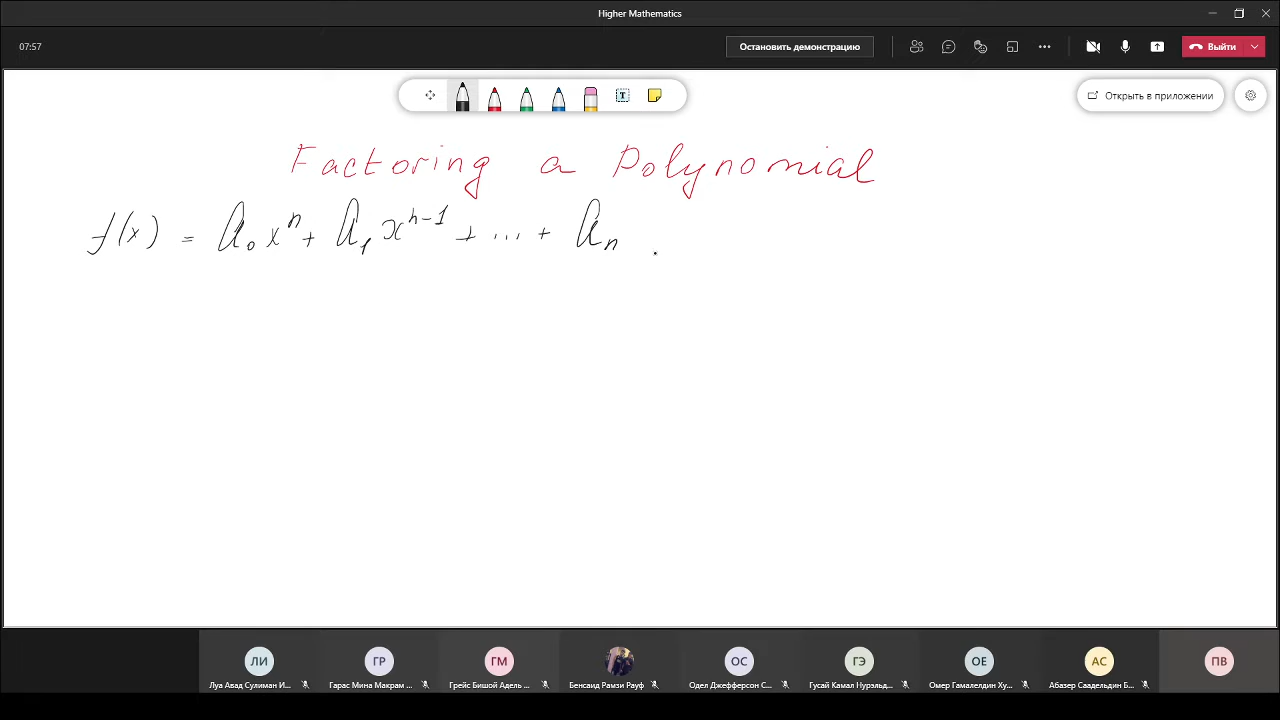 Higher Mathematics
07:57
Остановить демонстрацию
Выйти
Открыть в приложении
Factoring a Polynomial
f(x) = a₀xⁿ + a₁xⁿ⁻¹ + ... + aₙ .
ЛИ
ГР
ГМ
ОС
ГЭ
ОЕ
АС
ПВ
Луа Авад Сулиман И...
Гарас Мина Макрам ...
Грейс Бишой Адель ...
Бенсаид Рамзи Рауф
Одел Джефферсон С...
Гусай Камал Нурэльд...
Омер Гамалелдин Ху...
Абазер Саадельдин Б...